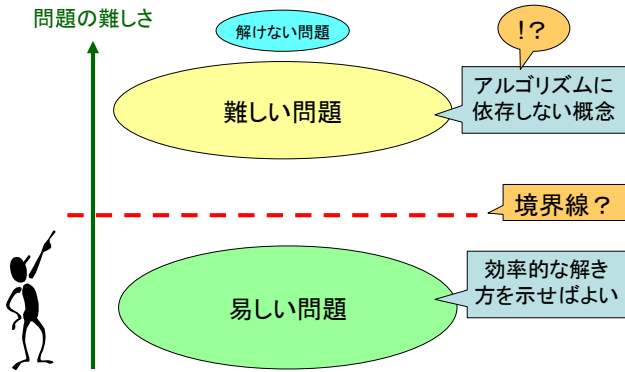 問題の難しさ
解けない問題
!?
難しい問題
アルゴリズムに
依存しない概念
境界線?
易しい問題
効率的な解き
方を示せばよい